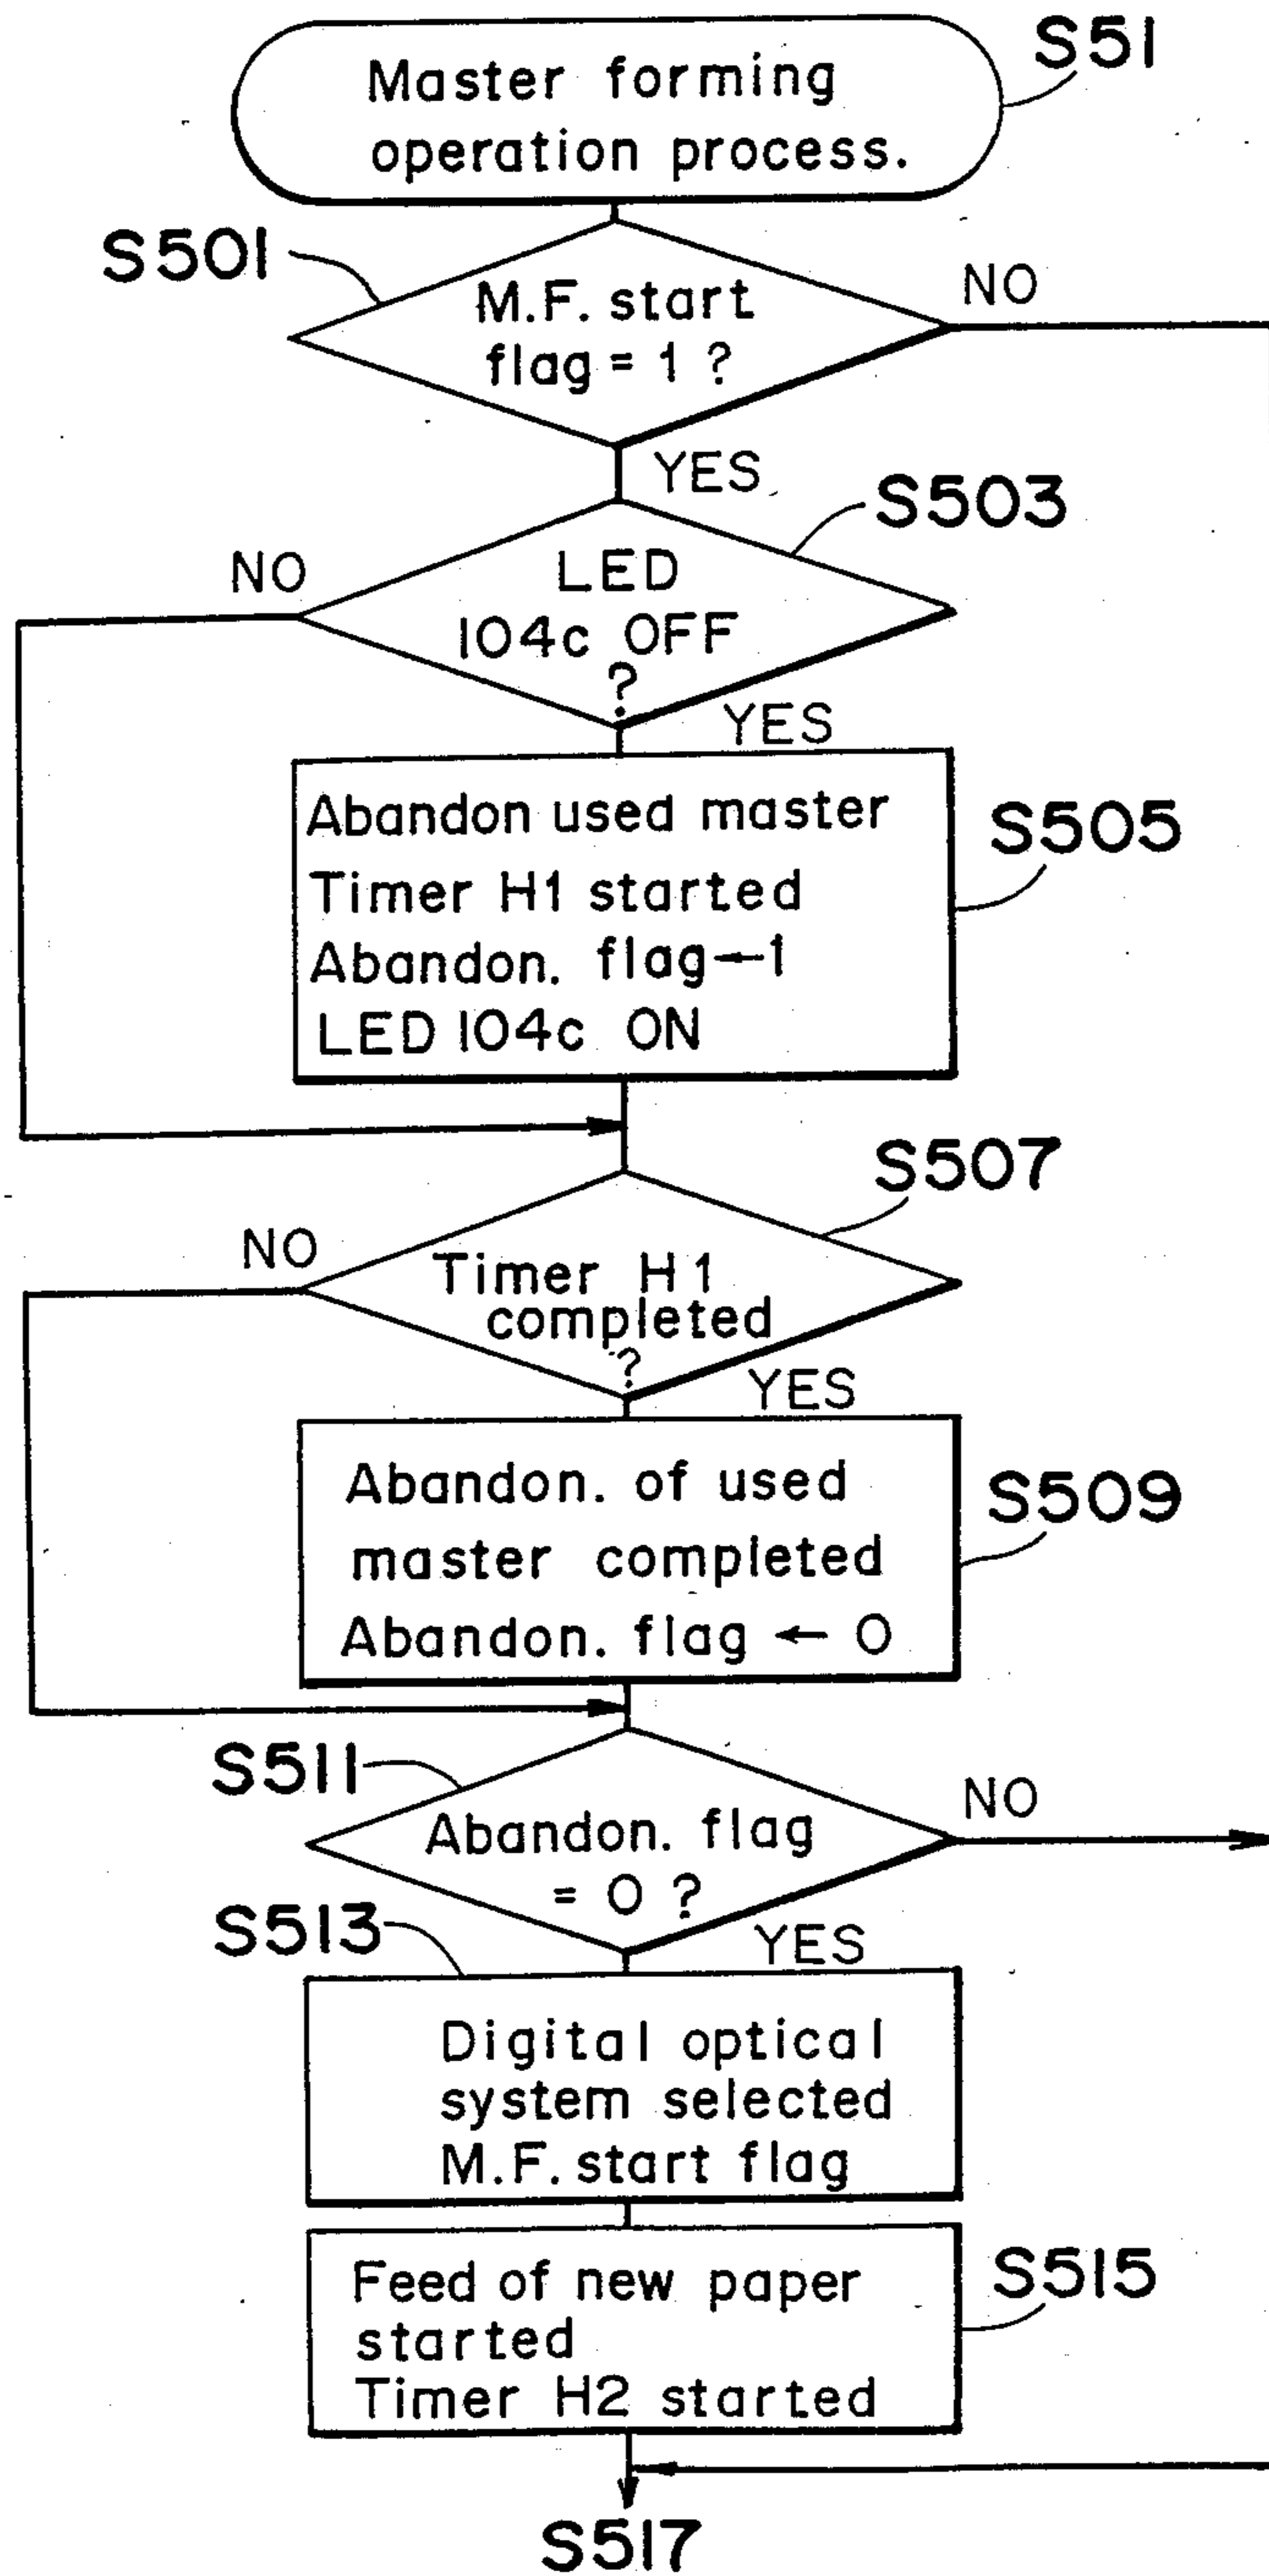 S51
Master forming
operation process.
S501
M.F. start
flag = 1 ?
NO
YES
S503
NO
LED
104c OFF
?
YES
S505
Abandon used master
Timer H1 started
Abandon. flag←1
LED 104c ON
S507
NO
Timer H1
completed
?
YES
S509
Abandon. of used
master completed
Abandon. flag ← 0
S511
NO
Abandon. flag
= 0 ?
S513
YES
Digital optical
system selected
M.F. start flag
S515
Feed of new paper
started
Timer H2 started
S517